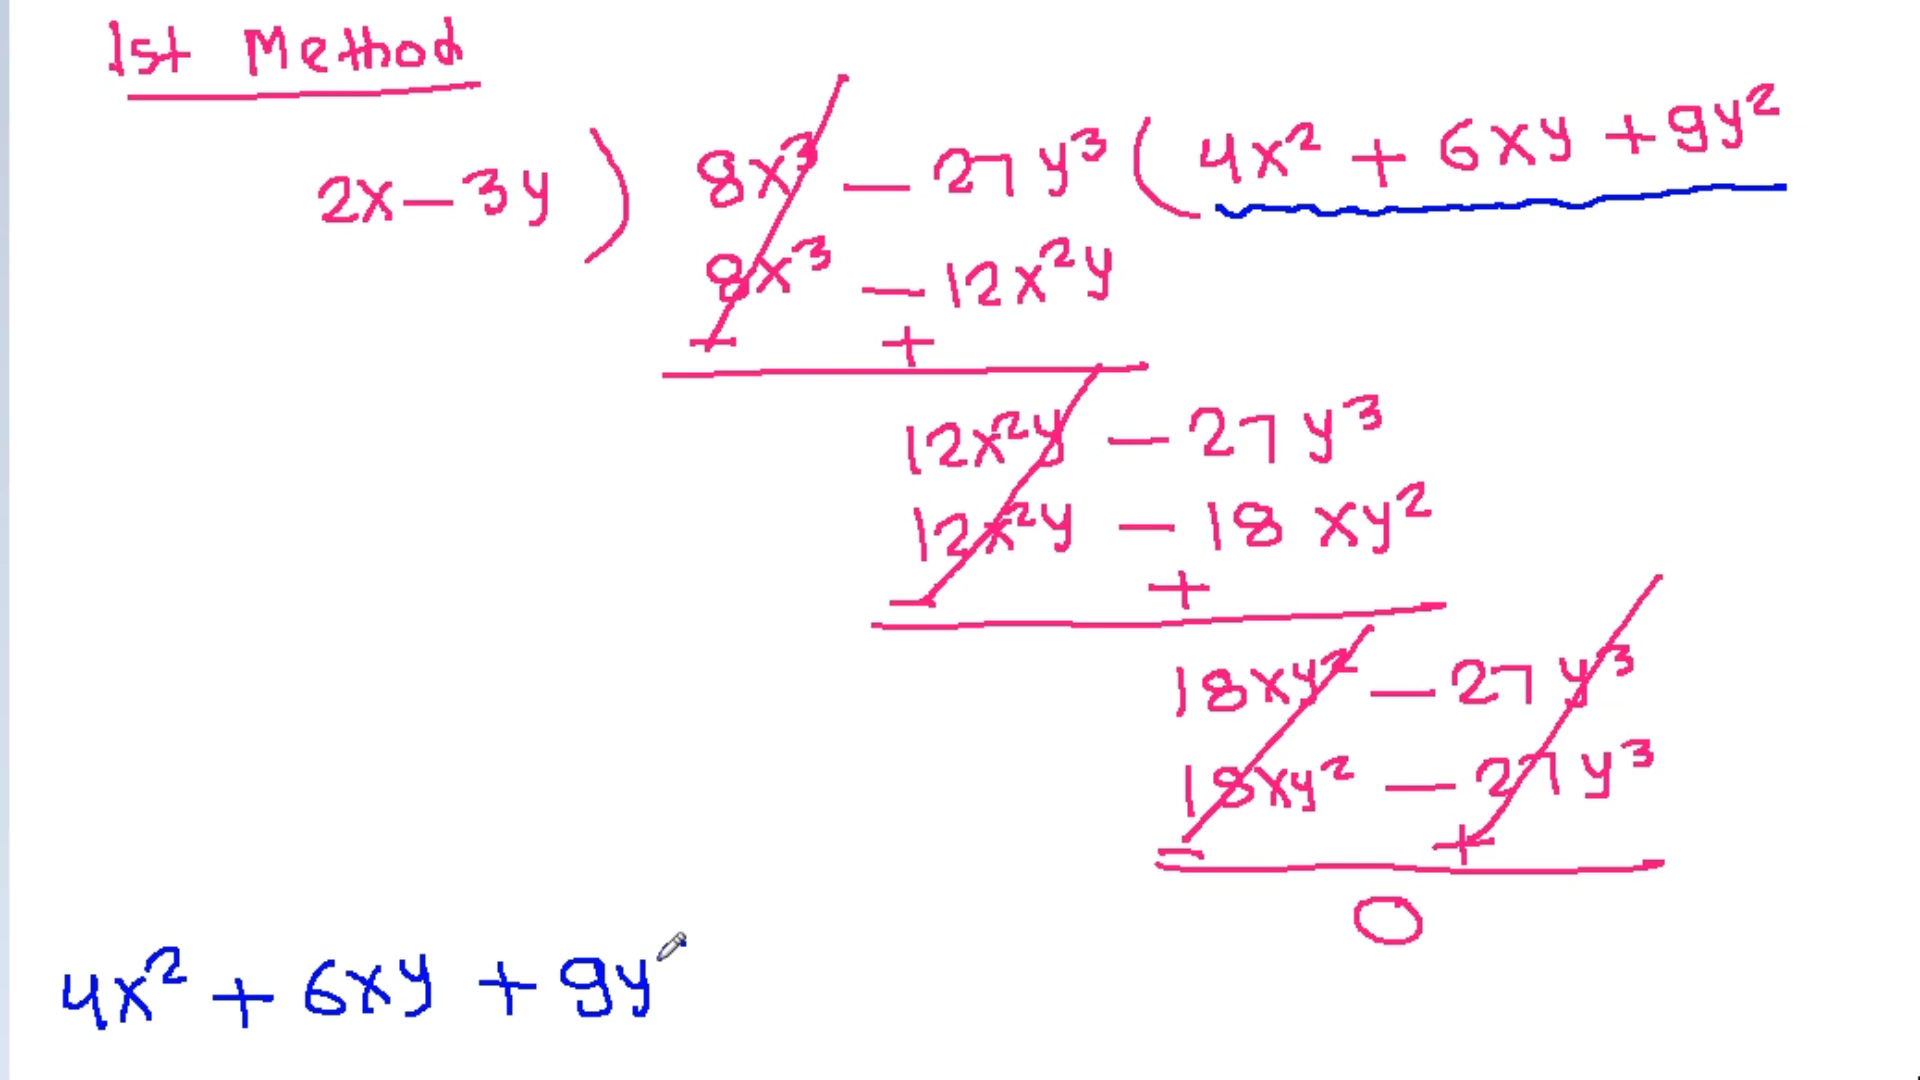 1st Method
2x - 3y ) 8x³ - 27y³ ( 4x² + 6xy + 9y²
8x³ - 12x²y
- +
12x²y - 27y³
12x²y - 18xy²
- +
18xy² - 27y³
18xy² - 27y³
- +
0
4x² + 6xy + 9y